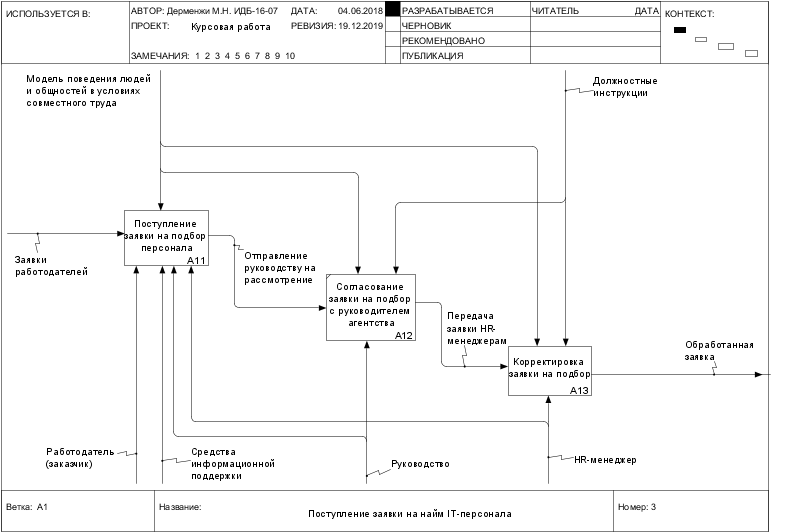 ИСПОЛЬЗУЕТСЯ В:
АВТОР: Дерменжи М.Н. ИДБ-16-07
ДАТА: 04.06.2018
РАЗРАБАТЫВАЕТСЯ
ЧИТАТЕЛЬ
ДАТА
КОНТЕКСТ:
ПРОЕКТ: Курсовая работа
РЕВИЗИЯ: 19.12.2019
ЧЕРНОВИК
РЕКОМЕНДОВАНО
ЗАМЕЧАНИЯ: 1 2 3 4 5 6 7 8 9 10
ПУБЛИКАЦИЯ
Модель поведения людей
и общностей в условиях
совместного труда
Должностные
инструкции
Поступление
заявки на подбор
персонала
A11
Заявки
работодателей
Отправление
руководству на
рассмотрение
Согласование
заявки на подбор
с руководителем
агентства
A12
Передача
заявки HR-
менеджерам
Корректировка
заявки на подбор
A13
Обработанная
заявка
Работодатель
(заказчик)
Средства
информационной
поддержки
Руководство
HR-менеджер
Ветка: A1
Название:
Поступление заявки на найм IT-персонала
Номер: 3